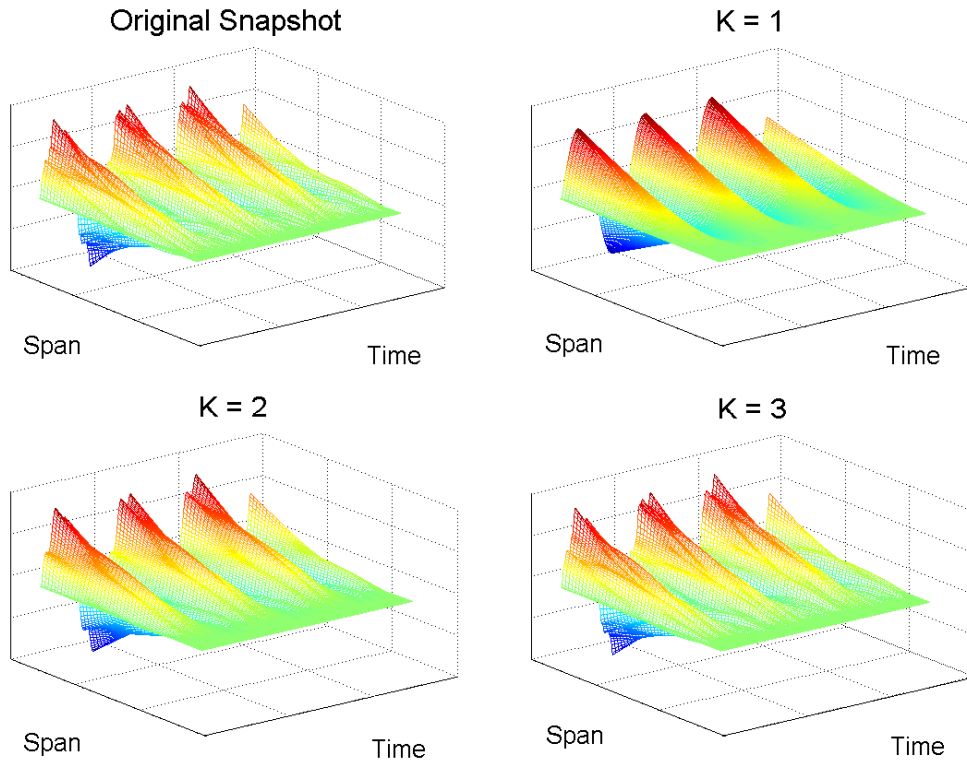 Original Snapshot
K = 1
Span
Time
Span
Time
K = 2
K = 3
Span
Time
Span
Time